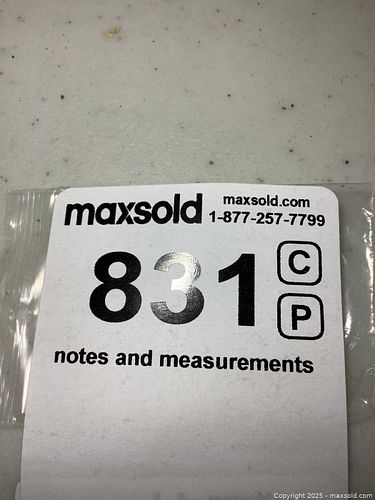 maxsold maxsold.com
1-877-257-7799
831 C
P
notes and measurements
Copyright 2025 - maxsold.com